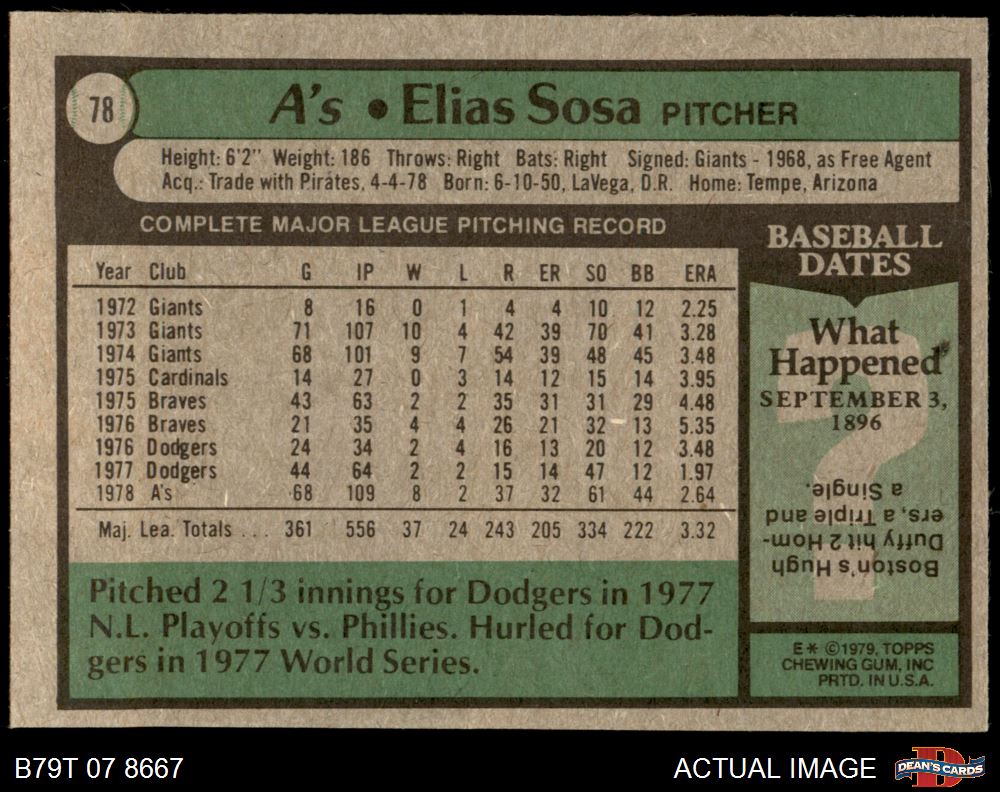 78
A's • Elias Sosa PITCHER
Height: 6'2" Weight: 186 Throws: Right Bats: Right Signed: Giants - 1968, as Free Agent
Acq.: Trade with Pirates, 4-4-78 Born: 6-10-50, LaVega, D.R. Home: Tempe, Arizona
COMPLETE MAJOR LEAGUE PITCHING RECORD
Year Club G IP W L R ER SO BB ERA
1972 Giants 8 16 0 1 4 4 10 12 2.25
1973 Giants 71 107 10 4 42 39 70 41 3.28
1974 Giants 68 101 9 7 54 39 48 45 3.48
1975 Cardinals 14 27 0 3 14 12 15 14 3.95
1975 Braves 43 63 2 2 35 31 31 29 4.48
1976 Braves 21 35 4 4 26 21 32 13 5.35
1976 Dodgers 24 34 2 4 16 13 20 12 3.48
1977 Dodgers 44 64 2 2 15 14 47 12 1.97
1978 A's 68 109 8 2 37 32 61 44 2.64
Maj. Lea. Totals ... 361 556 37 24 243 205 334 222 3.32
Pitched 2 1/3 innings for Dodgers in 1977
N.L. Playoffs vs. Phillies. Hurled for Dod-
gers in 1977 World Series.
BASEBALL
DATES
What
Happened
SEPTEMBER 3,
1896
Boston's Hugh
Duffy hit 2 Hom-
ers, a Triple and
a Single.
E* ©1979, TOPPS
CHEWING GUM, INC
PRTD. IN U.S.A.
B79T 07 8667
ACTUAL IMAGE
D
DEAN'S CARDS